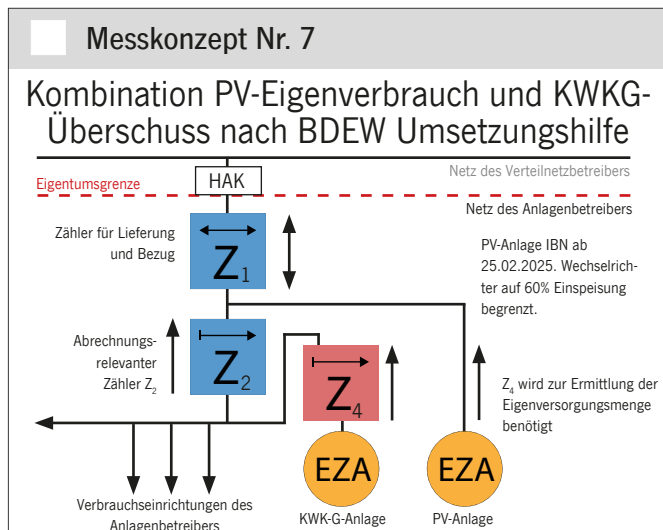 Messkonzept Nr. 7
Kombination PV-Eigenverbrauch und KWKG-
Überschuss nach BDEW Umsetzungshilfe
Netz des Verteilnetzbetreibers
HAK
Eigentumsgrenze
Netz des Anlagenbetreibers
Zähler für Lieferung
und Bezug
Z1
PV-Anlage IBN ab
25.02.2025. Wechselrich-
ter auf 60% Einspeisung
begrenzt.
Abrechnungs-
relevanter
Zähler Z2
Z2
Z4
Z4 wird zur Ermittlung der
Eigenversorgungsmenge
benötigt
EZA
EZA
Verbrauchseinrichtungen des
Anlagenbetreibers
KWK-G-Anlage
PV-Anlage